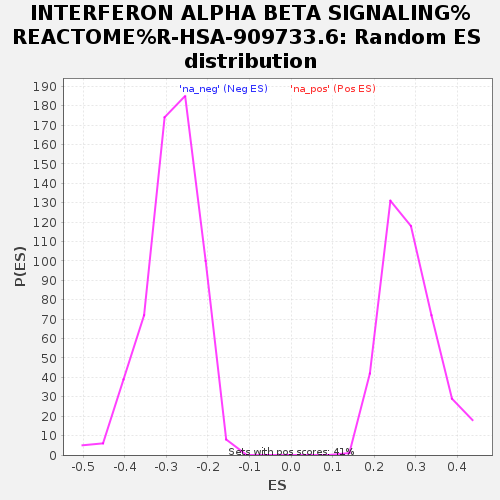 INTERFERON ALPHA BETA SIGNALING%
REACTOME%R-HSA-909733.6: Random ES
distribution
'na_neg' (Neg ES) 'na_pos' (Pos ES)
190
180
170
160
150
140
130
120
110
100
90
80
70
60
50
40
30
20
10
0
P(ES)
Sets with pos scores: 41%
-0.5 -0.4 -0.3 -0.2 -0.1 0.0 0.1 0.2 0.3 0.4
ES